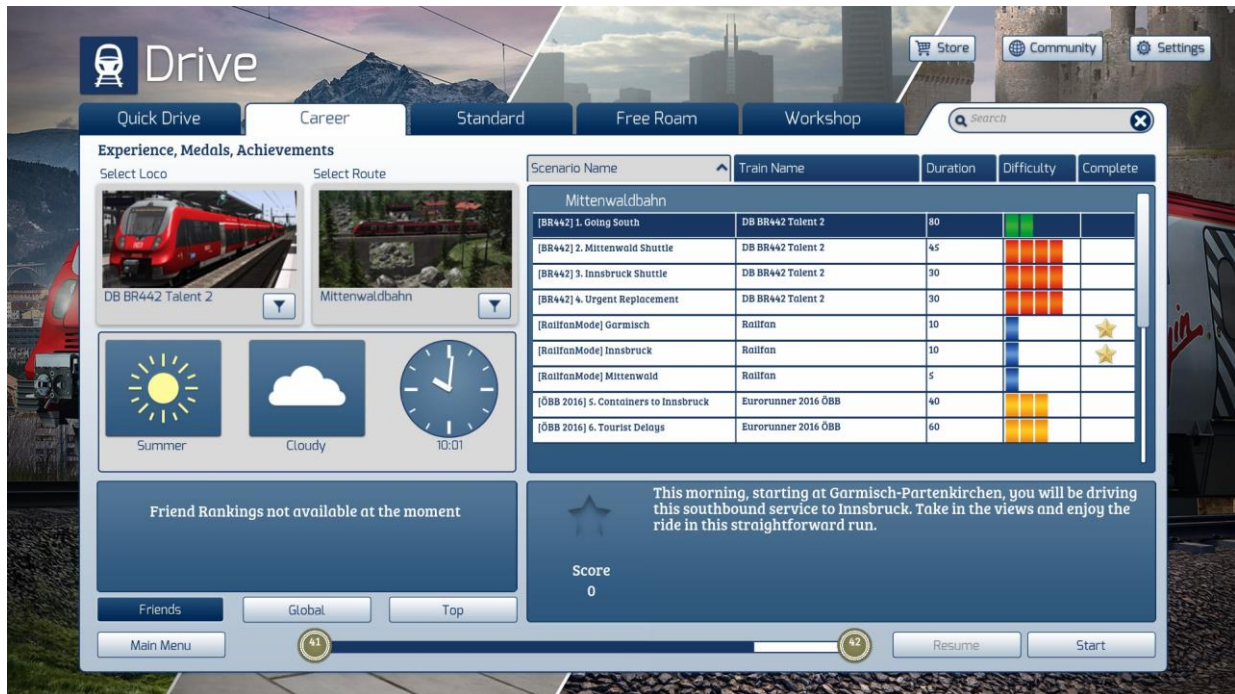 Drive
Store
Community
Settings
Quick Drive
Career
Standard
Free Roam
Workshop
Search
Experience, Medals, Achievements
Select Loco
Select Route
DB BR442 Talent 2
Mittenwaldbahn
Summer
Cloudy
10:01
Scenario Name Train Name Duration Difficulty Complete
Mittenwaldbahn
[BR442] 1. Going South DB BR442 Talent 2 80
[BR442] 2. Mittenwald Shuttle DB BR442 Talent 2 45
[BR442] 3. Innsbruck Shuttle DB BR442 Talent 2 30
[BR442] 4. Urgent Replacement DB BR442 Talent 2 30
[RailfanMode] Garmisch Railfan 10
[RailfanMode] Innsbruck Railfan 10
[RailfanMode] Mittenwald Railfan 5
[ÖBB 2016] 5. Containers to Innsbruck Eurorunner 2016 ÖBB 40
[ÖBB 2016] 6. Tourist Delays Eurorunner 2016 ÖBB 60
Friend Rankings not available at the moment
This morning, starting at Garmisch-Partenkirchen, you will be driving
this southbound service to Innsbruck. Take in the views and enjoy the
ride in this straightforward run.
Score
0
Friends
Global
Top
Main Menu
41
42
Resume
Start